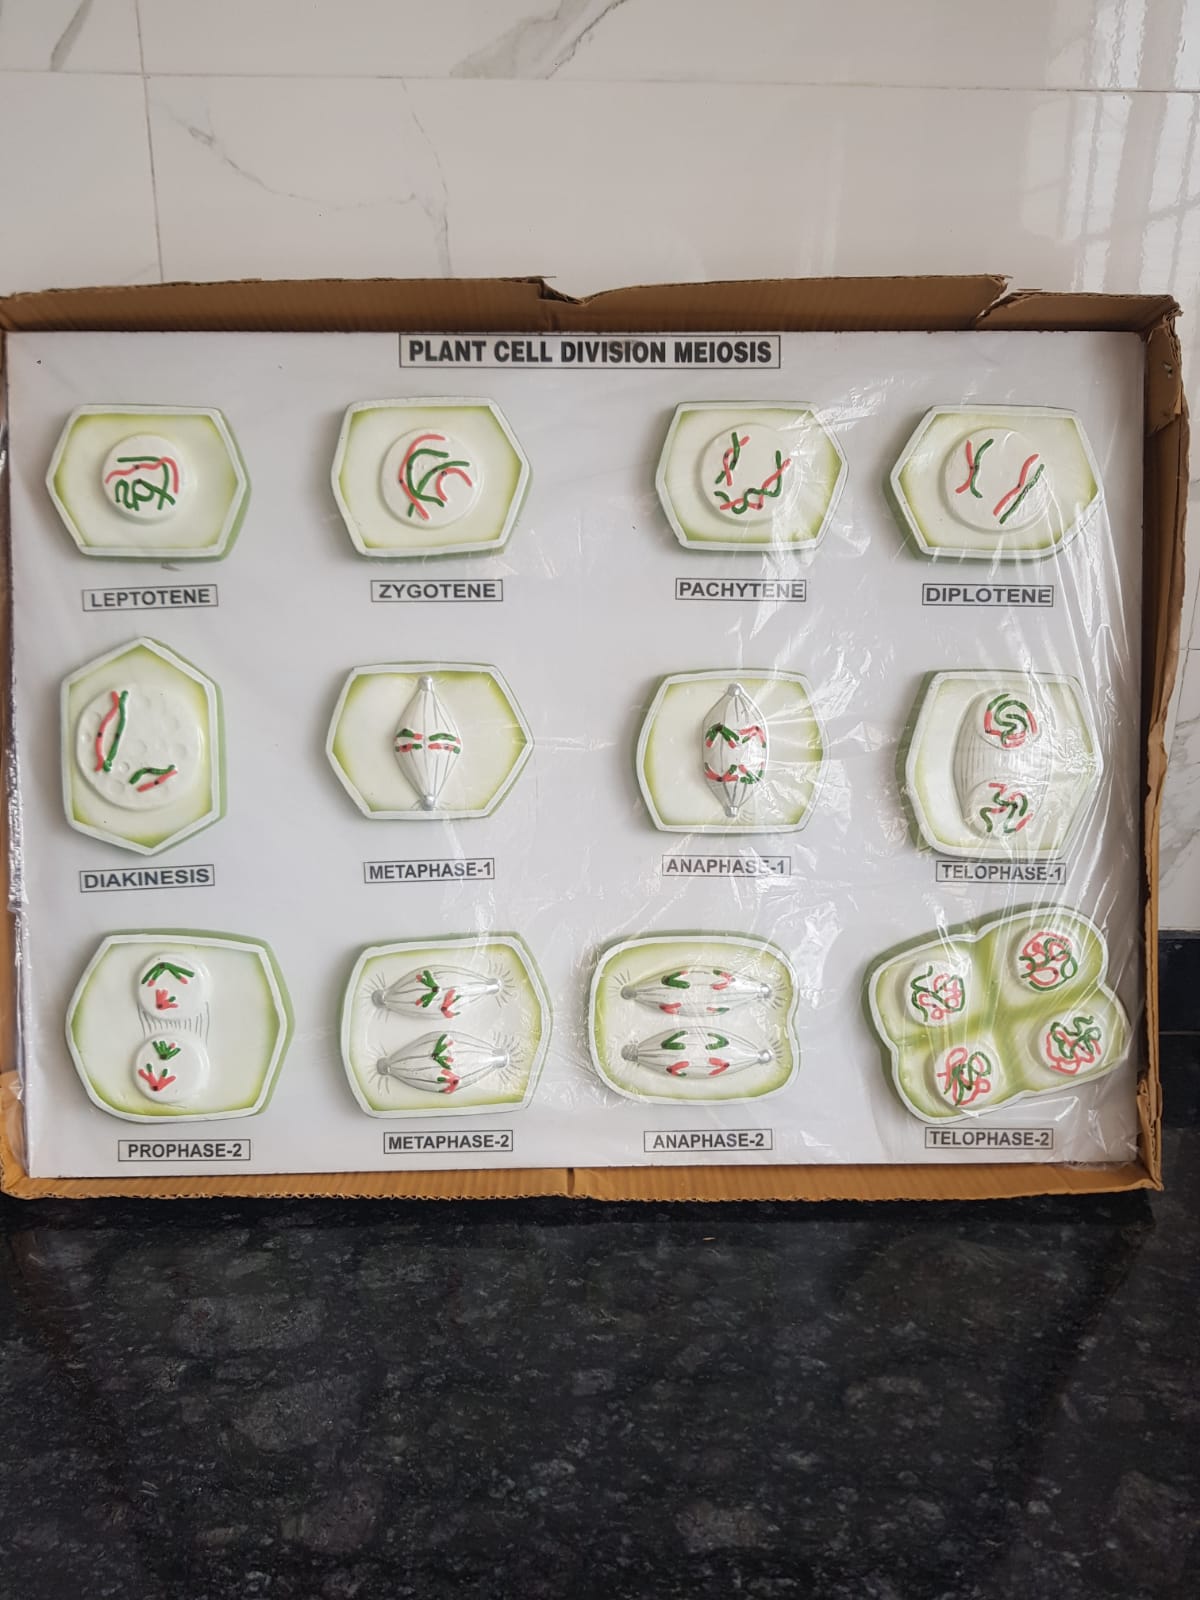 PLANT CELL DIVISION MEIOSIS
LEPTOTENE
ZYGOTENE
PACHYTENE
DIPLOTENE
DIAKINESIS
METAPHASE-1
ANAPHASE-1
TELOPHASE-1
PROPHASE-2
METAPHASE-2
ANAPHASE-2
TELOPHASE-2